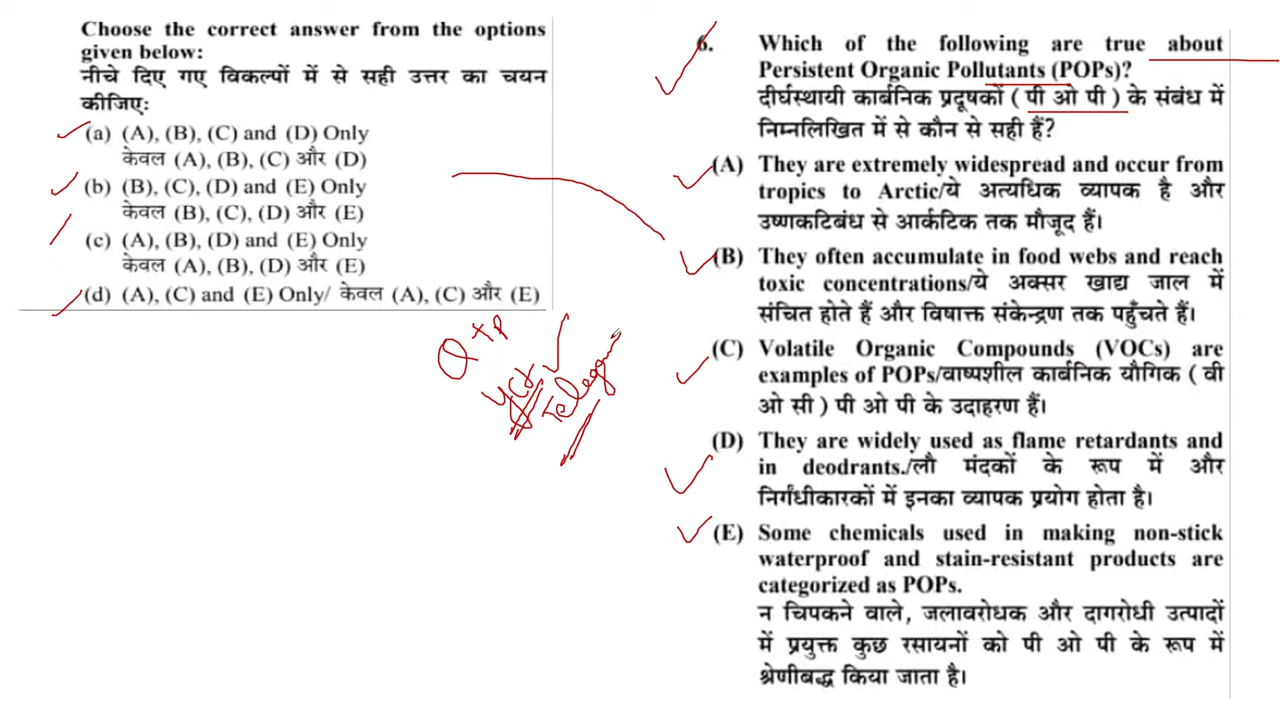 Choose the correct answer from the options
given below:
नीचे दिए गए विकल्पों में से सही उत्तर का चयन
कीजिए:
(a) (A), (B), (C) and (D) Only
केवल (A), (B), (C) और (D)
(b) (B), (C), (D) and (E) Only
केवल (B), (C), (D) और (E)
(c) (A), (B), (D) and (E) Only
केवल (A), (B), (D) और (E)
(d) (A), (C) and (E) Only/ केवल (A), (C) और (E)
Q + P
Telegram
6. Which of the following are true about
Persistent Organic Pollutants (POPs)?
दीर्घस्थायी कार्बनिक प्रदूषकों ( पी ओ पी ) के संबंध में
निम्नलिखित में से कौन से सही हैं?
(A) They are extremely widespread and occur from
tropics to Arctic/ये अत्यधिक व्यापक है और
उष्णकटिबंध से आर्कटिक तक मौजूद हैं।
(B) They often accumulate in food webs and reach
toxic concentrations/ये अक्सर खाद्य जाल में
संचित होते हैं और विषाक्त संकेन्द्रण तक पहुँचते हैं।
(C) Volatile Organic Compounds (VOCs) are
examples of POPs/वाष्पशील कार्बनिक यौगिक ( वी
ओ सी ) पी ओ पी के उदाहरण हैं।
(D) They are widely used as flame retardants and
in deodrants./लौ मंदकों के रूप में और
निर्गंधीकारकों में इनका व्यापक प्रयोग होता है।
(E) Some chemicals used in making non-stick
waterproof and stain-resistant products are
categorized as POPs.
न चिपकने वाले, जलावरोधक और दागरोधी उत्पादों
में प्रयुक्त कुछ रसायनों को पी ओ पी के रूप में
श्रेणीबद्ध किया जाता है।